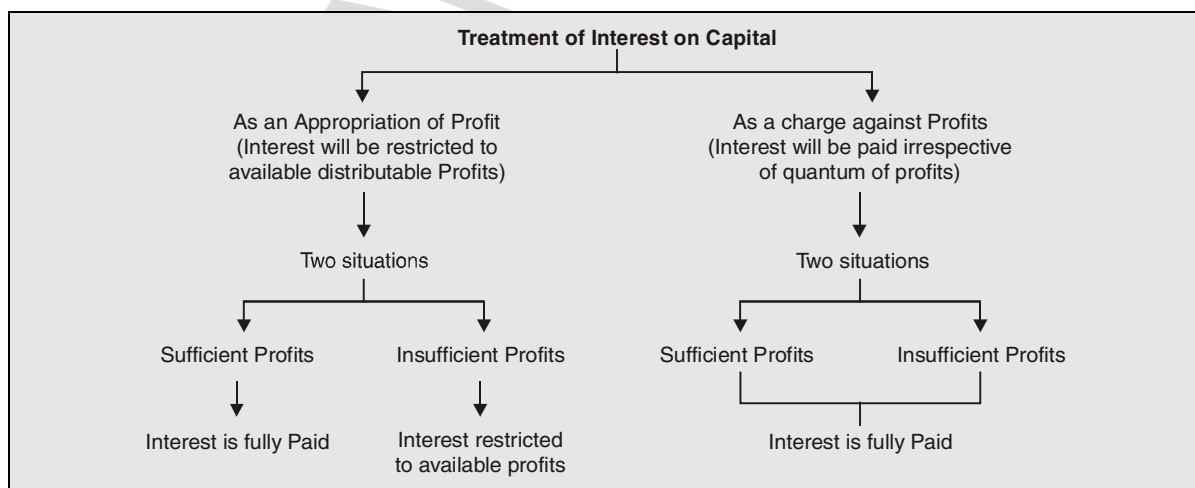 Treatment of Interest on Capital
As an Appropriation of Profit
(Interest will be restricted to
available distributable Profits)
As a charge against Profits
(Interest will be paid irrespective
of quantum of profits)
Two situations
Two situations
Sufficient Profits
Insufficient Profits
Sufficient Profits
Insufficient Profits
Interest is fully Paid
Interest restricted
to available profits
Interest is fully Paid